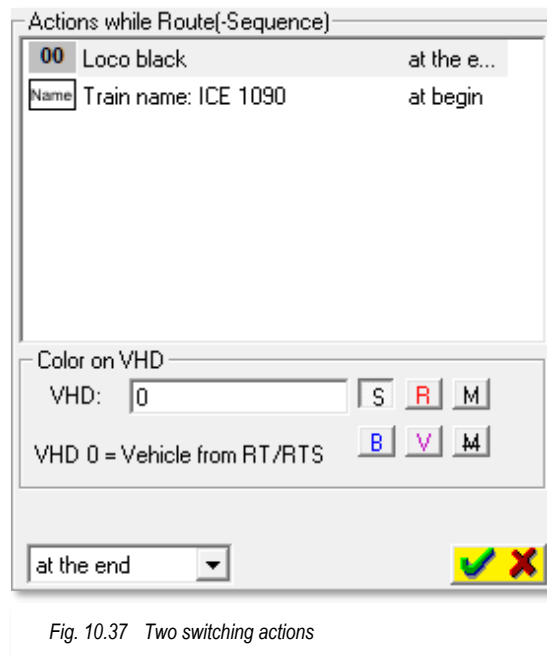 Actions while Route(-Sequence)
00 Loco black at the e...
Name Train name: ICE 1090 at begin
Color on VHD
VHD: 0 S R M
VHD 0 = Vehicle from RT/RTS B V M
at the end
Fig. 10.37 Two switching actions